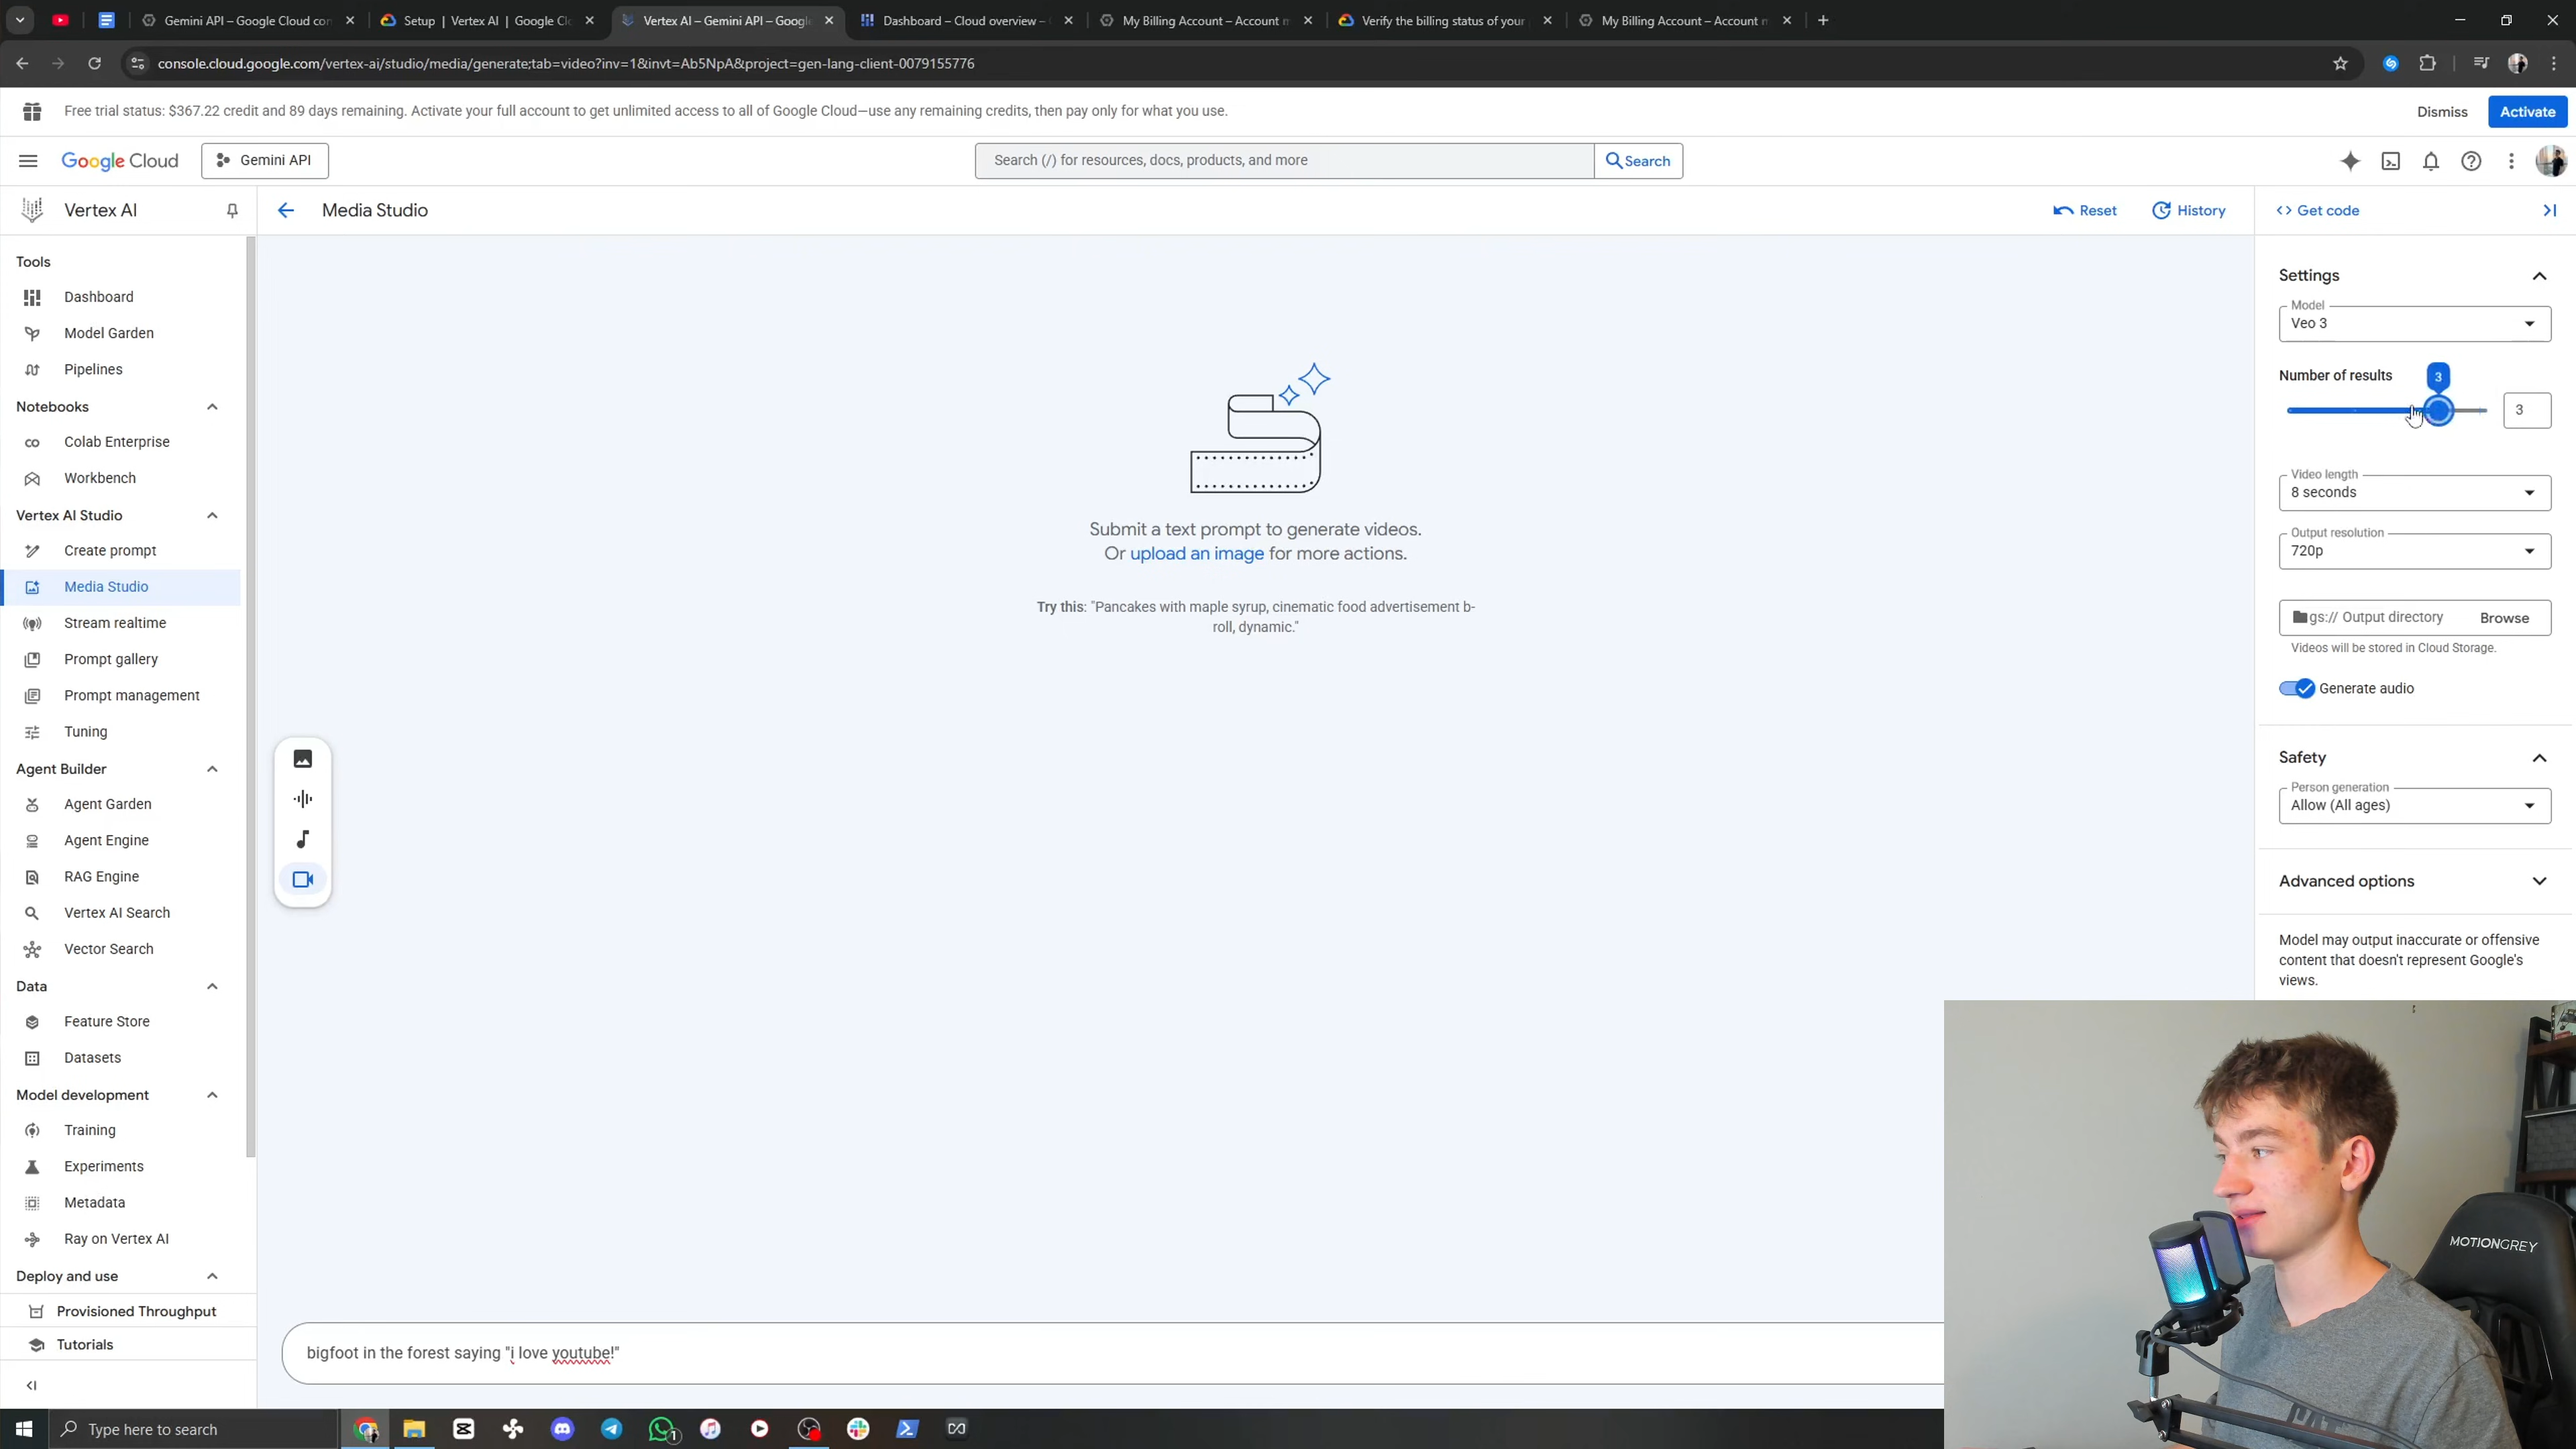 Gemini API – Google Cloud con
Setup | Vertex AI | Google Cl
Vertex AI – Gemini API – Google
Dashboard – Cloud overview –
My Billing Account – Account m
Verify the billing status of your
My Billing Account – Account m
console.cloud.google.com/vertex-ai/studio/media/generate;tab=video?inv=1&invt=Ab5NpA&project=gen-lang-client-0079155776
Free trial status: $367.22 credit and 89 days remaining. Activate your full account to get unlimited access to all of Google Cloud—use any remaining credits, then pay only for what you use.
Dismiss
Activate
Google Cloud
Gemini API
Search (/) for resources, docs, products, and more
Search
Vertex AI
Media Studio
Reset
History
Get code
Tools
Dashboard
Model Garden
Pipelines
Notebooks
Colab Enterprise
Workbench
Vertex AI Studio
Create prompt
Media Studio
Stream realtime
Prompt gallery
Prompt management
Tuning
Agent Builder
Agent Garden
Agent Engine
RAG Engine
Vertex AI Search
Vector Search
Data
Feature Store
Datasets
Model development
Training
Experiments
Metadata
Ray on Vertex AI
Deploy and use
Provisioned Throughput
Tutorials
Submit a text prompt to generate videos.
Or upload an image for more actions.
Try this: "Pancakes with maple syrup, cinematic food advertisement b-
roll, dynamic."
bigfoot in the forest saying "i love youtube!"
Settings
Model
Veo 3
Number of results
3
3
Video length
8 seconds
Output resolution
720p
gs:// Output directory
Browse
Videos will be stored in Cloud Storage.
Generate audio
Safety
Person generation
Allow (All ages)
Advanced options
Model may output inaccurate or offensive
content that doesn't represent Google's
views.
MOTIONGREY
Type here to search
1